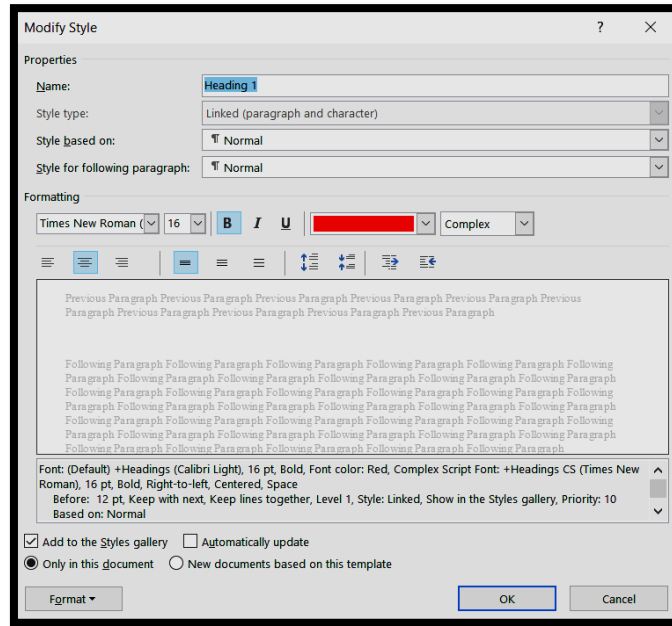 Modify Style ? ×
Properties
Name: Heading 1
Style type: Linked (paragraph and character)
Style based on: ¶ Normal
Style for following paragraph: ¶ Normal
Formatting
Times New Roman ( 16 B I U Complex
Previous Paragraph Previous Paragraph Previous Paragraph Previous Paragraph Previous Paragraph Previous
Paragraph Previous Paragraph Previous Paragraph Previous Paragraph Previous Paragraph
Following Paragraph Following Paragraph Following Paragraph Following Paragraph Following Paragraph Following
Paragraph Following Paragraph Following Paragraph Following Paragraph Following Paragraph Following Paragraph
Following Paragraph Following Paragraph Following Paragraph Following Paragraph Following Paragraph Following
Paragraph Following Paragraph Following Paragraph Following Paragraph Following Paragraph Following Paragraph
Following Paragraph Following Paragraph Following Paragraph Following Paragraph Following Paragraph Following
Paragraph Following Paragraph Following Paragraph Following Paragraph Following Paragraph Following Paragraph
Following Paragraph Following Paragraph Following Paragraph Following Paragraph Following Paragraph
Font: (Default) +Headings (Calibri Light), 16 pt, Bold, Font color: Red, Complex Script Font: +Headings CS (Times New
Roman), 16 pt, Bold, Right-to-left, Centered, Space
Before: 12 pt, Keep with next, Keep lines together, Level 1, Style: Linked, Show in the Styles gallery, Priority: 10
Based on: Normal
Add to the Styles gallery Automatically update
Only in this document New documents based on this template
Format OK Cancel